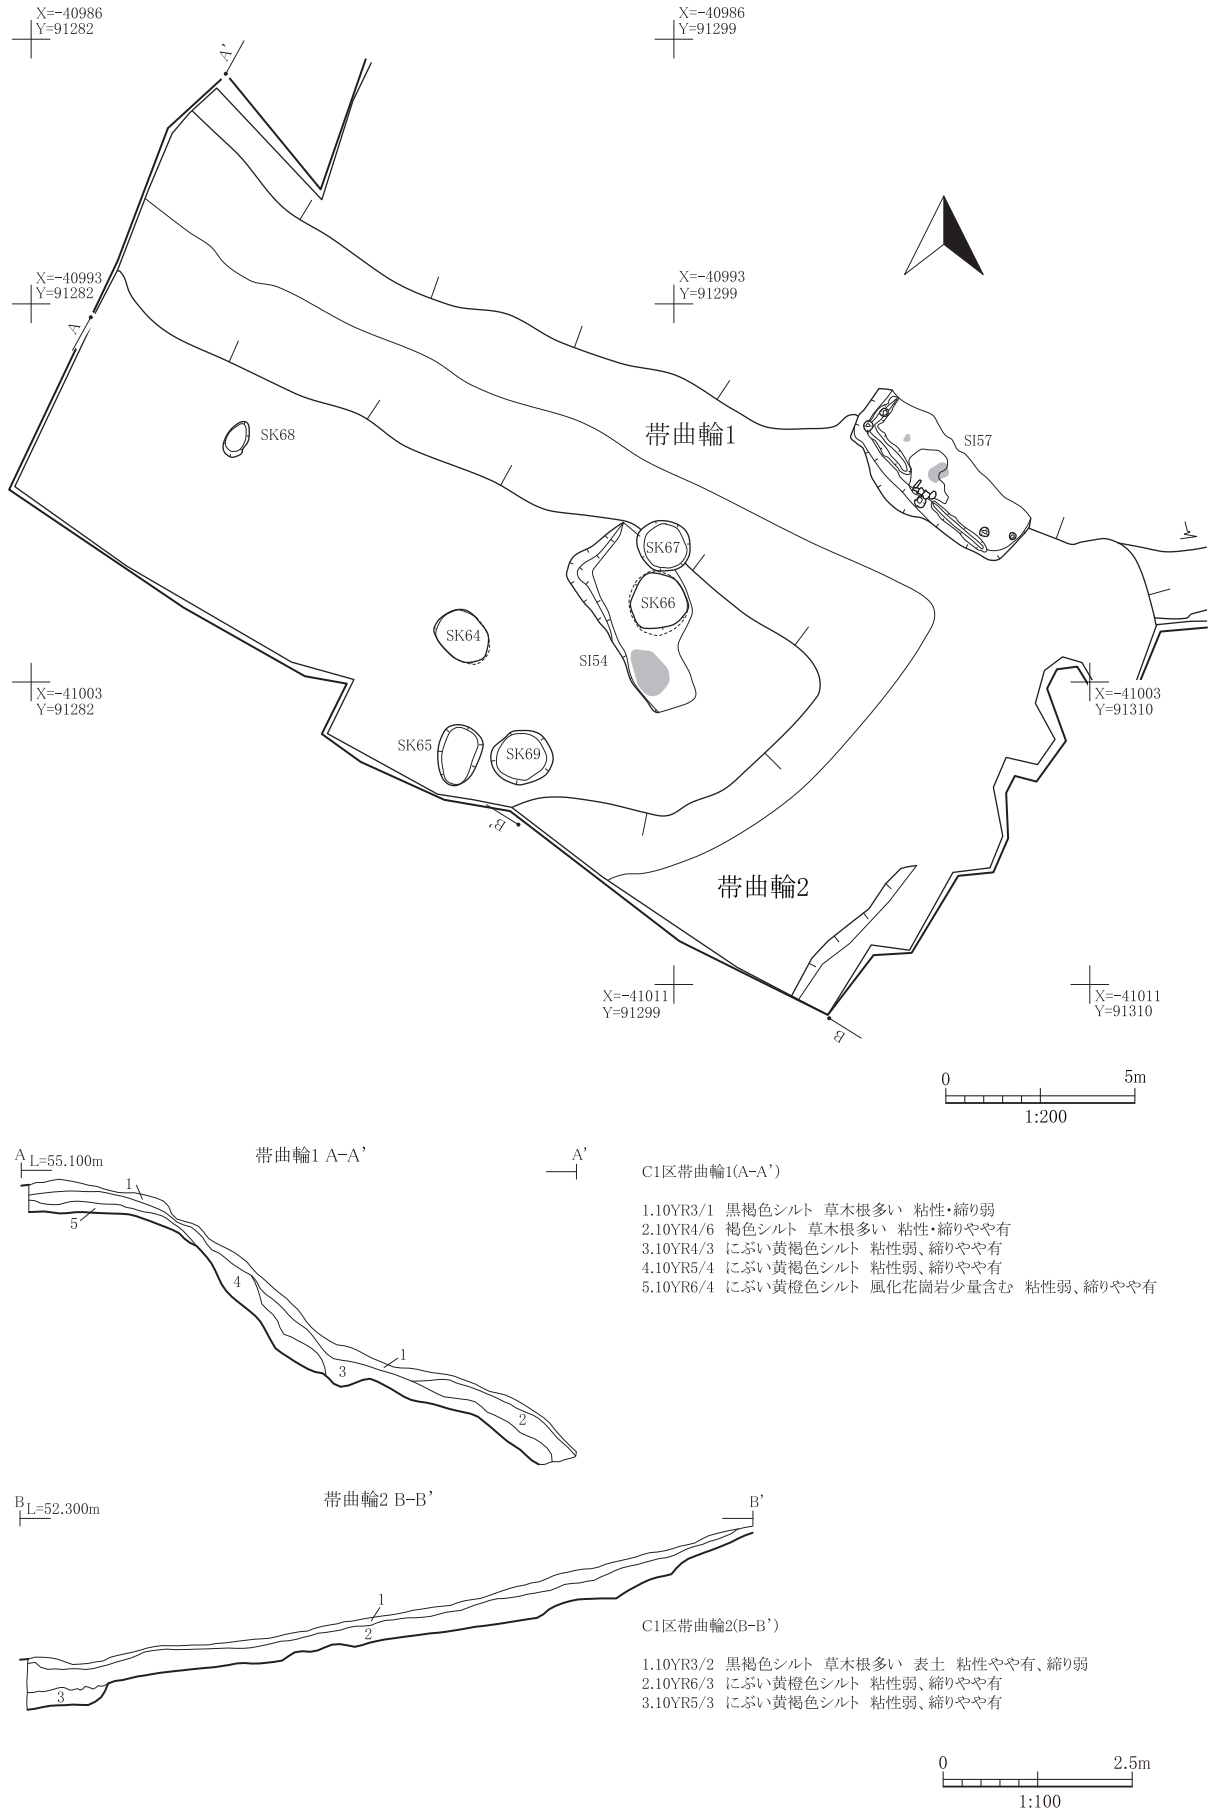 X=-40986
Y=91282
X=-40986
Y=91299
A'
X=-40993
Y=91282
X=-40993
Y=91299
A
帯曲輪1
SK68
SI57
SK67
SK66
SK64
SI54
X=-41003
Y=91282
X=-41003
Y=91310
SK65
SK69
B'
帯曲輪2
X=-41011
Y=91299
X=-41011
Y=91310
B
0 5m
1:200
帯曲輪1 A-A'
A L=55.100m
A'
1
5
4
3
1
2
C1区帯曲輪1(A-A')
1.10YR3/1 黒褐色シルト 草木根多い 粘性・締り弱
2.10YR4/6 褐色シルト 草木根多い 粘性・締りやや有
3.10YR4/3 にぶい黄褐色シルト 粘性弱、締りやや有
4.10YR5/4 にぶい黄褐色シルト 粘性弱、締りやや有
5.10YR6/4 にぶい黄橙色シルト 風化花崗岩少量含む 粘性弱、締りやや有
帯曲輪2 B-B'
B L=52.300m
B'
1
2
3
C1区帯曲輪2(B-B')
1.10YR3/2 黒褐色シルト 草木根多い 表土 粘性やや有、締り弱
2.10YR6/3 にぶい黄橙色シルト 粘性弱、締りやや有
3.10YR5/3 にぶい黄褐色シルト 粘性弱、締りやや有
0 2.5m
1:100